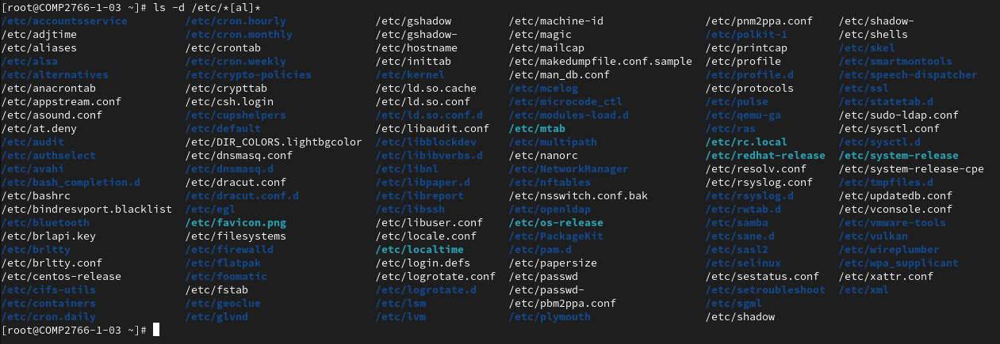 [root@COMP2766-1-03 ~]# ls -d /etc/*[al]*
/etc/accountsservice /etc/cron.hourly /etc/gshadow /etc/machine-id /etc/pnm2ppa.conf /etc/shadow-
/etc/adjtime /etc/cron.monthly /etc/gshadow- /etc/magic /etc/polkit-1 /etc/shells
/etc/aliases /etc/crontab /etc/hostname /etc/mailcap /etc/printcap /etc/skel
/etc/alsa /etc/cron.weekly /etc/inittab /etc/makedumpfile.conf.sample /etc/profile /etc/smartmontools
/etc/alternatives /etc/crypto-policies /etc/kernel /etc/man_db.conf /etc/profile.d /etc/speech-dispatcher
/etc/anacrontab /etc/crypttab /etc/ld.so.cache /etc/mcelog /etc/protocols /etc/ssl
/etc/appstream.conf /etc/csh.login /etc/ld.so.conf /etc/microcode_ctl /etc/pulse /etc/statetab.d
/etc/asound.conf /etc/cupshelpers /etc/ld.so.conf.d /etc/modules-load.d /etc/qemu-ga /etc/sudo-ldap.conf
/etc/at.deny /etc/default /etc/libaudit.conf /etc/mtab /etc/ras /etc/sysctl.conf
/etc/audit /etc/DIR_COLORS.lightbgcolor /etc/libblockdev /etc/multipath /etc/rc.local /etc/sysctl.d
/etc/authselect /etc/dnsmasq.conf /etc/libibverbs.d /etc/nanorc /etc/redhat-release /etc/system-release
/etc/avahi /etc/dnsmasq.d /etc/libnl /etc/NetworkManager /etc/resolv.conf /etc/system-release-cpe
/etc/bash_completion.d /etc/dracut.conf /etc/libpaper.d /etc/nftables /etc/rsyslog.conf /etc/tmpfiles.d
/etc/bashrc /etc/dracut.conf.d /etc/libreport /etc/nsswitch.conf.bak /etc/rsyslog.d /etc/updatedb.conf
/etc/bindresvport.blacklist /etc/egl /etc/libssh /etc/openldap /etc/rwtab.d /etc/vconsole.conf
/etc/bluetooth /etc/favicon.png /etc/libuser.conf /etc/os-release /etc/samba /etc/vmware-tools
/etc/brlapi.key /etc/filesystems /etc/locale.conf /etc/PackageKit /etc/sane.d /etc/vulkan
/etc/brltty /etc/firewalld /etc/localtime /etc/pam.d /etc/sasl2 /etc/wireplumber
/etc/brltty.conf /etc/flatpak /etc/login.defs /etc/papersize /etc/selinux /etc/wpa_supplicant
/etc/centos-release /etc/foomatic /etc/logrotate.conf /etc/passwd /etc/sestatus.conf /etc/xattr.conf
/etc/cifs-utils /etc/fstab /etc/logrotate.d /etc/passwd- /etc/setroubleshoot /etc/xml
/etc/containers /etc/geoclue /etc/lsm /etc/pbm2ppa.conf /etc/sgml
/etc/cron.daily /etc/glvnd /etc/lvm /etc/plymouth /etc/shadow
[root@COMP2766-1-03 ~]#